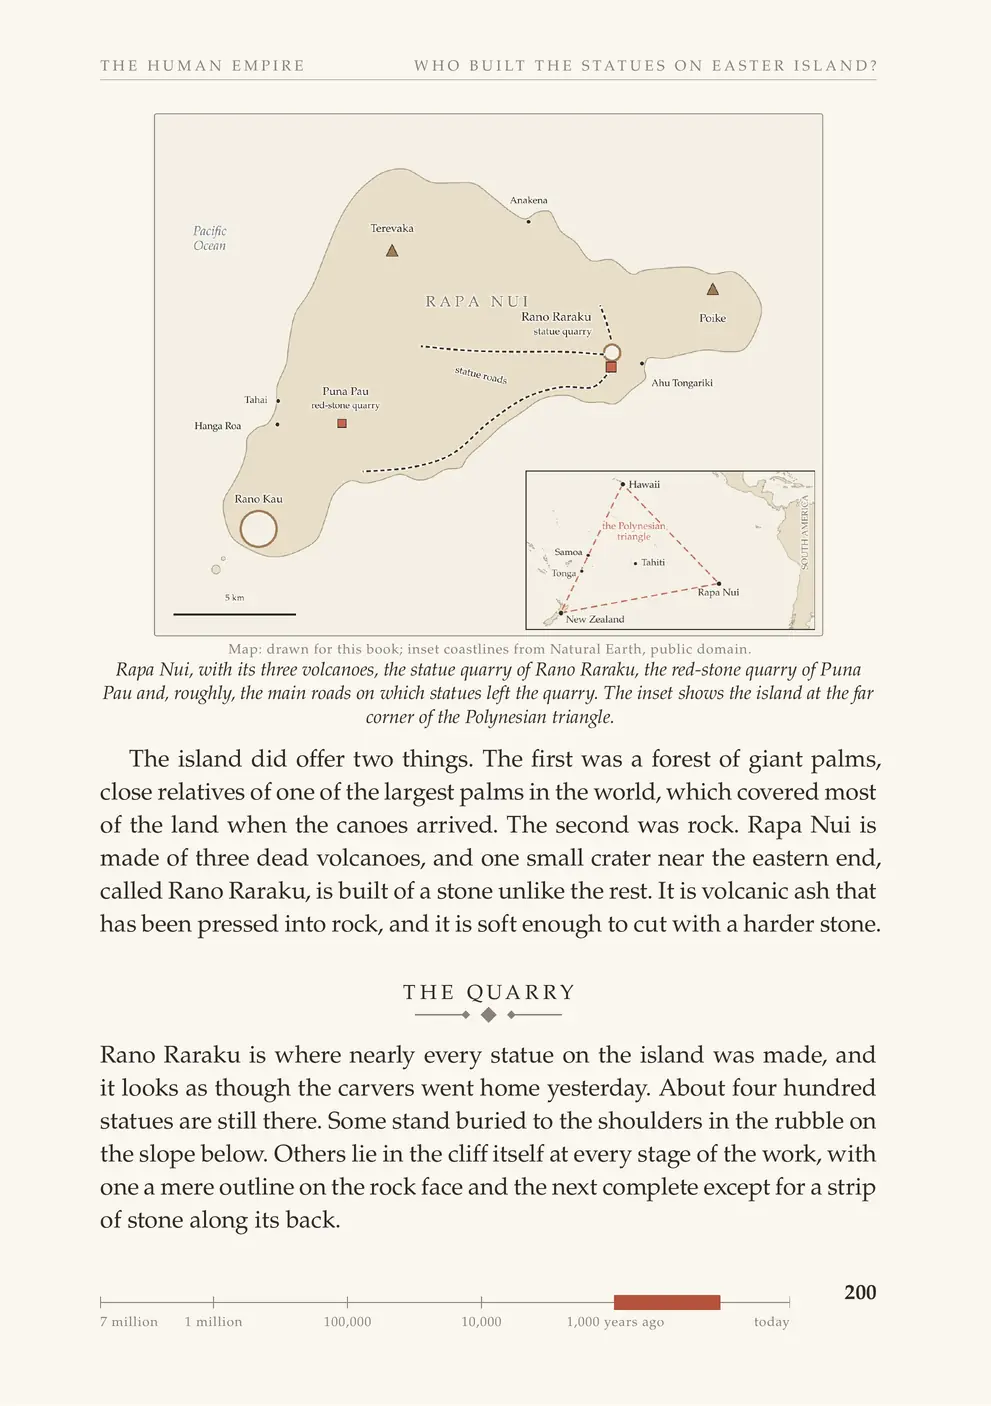 THE HUMAN EMPIRE
WHO BUILT THE STATUES ON EASTER ISLAND?
Anakena
Pacific
Ocean
Terevaka
RAPA NUI
Rano Raraku
statue quarry
Poike
statue roads
Ahu Tongariki
Puna Pau
red-stone quarry
Tahai
Hanga Roa
Rano Kau
5 km
Hawaii
the Polynesian
triangle
Samoa
Tonga
Tahiti
Rapa Nui
New Zealand
SOUTH AMERICA
Map: drawn for this book; inset coastlines from Natural Earth, public domain.
Rapa Nui, with its three volcanoes, the statue quarry of Rano Raraku, the red-stone quarry of Puna
Pau and, roughly, the main roads on which statues left the quarry. The inset shows the island at the far
corner of the Polynesian triangle.
The island did offer two things. The first was a forest of giant palms,
close relatives of one of the largest palms in the world, which covered most
of the land when the canoes arrived. The second was rock. Rapa Nui is
made of three dead volcanoes, and one small crater near the eastern end,
called Rano Raraku, is built of a stone unlike the rest. It is volcanic ash that
has been pressed into rock, and it is soft enough to cut with a harder stone.
THE QUARRY
Rano Raraku is where nearly every statue on the island was made, and
it looks as though the carvers went home yesterday. About four hundred
statues are still there. Some stand buried to the shoulders in the rubble on
the slope below. Others lie in the cliff itself at every stage of the work, with
one a mere outline on the rock face and the next complete except for a strip
of stone along its back.
200
7 million
1 million
100,000
10,000
1,000 years ago
today